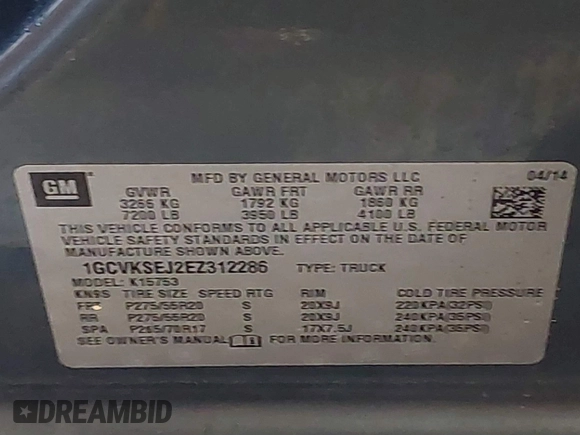 GM
MFD BY GENERAL MOTORS LLC 04/14
GVWR GAWR FRT GAWR RR
3266 KG 1792 KG 1860 KG
7200 LB 3950 LB 4100 LB
THIS VEHICLE CONFORMS TO ALL APPLICABLE U.S. FEDERAL MOTOR
VEHICLE SAFETY STANDARDS IN EFFECT ON THE DATE OF
MANUFACTURE SHOWN ABOVE.
1GCVKSEJ2EZ312286 TYPE: TRUCK
MODEL: K15753
KN9S TIRE SIZE SPEED RTG RIM COLD TIRE PRESSURE
FRT P275/55R20 S 20X9J 220KPA(32PSI)
RR P275/55R20 S 20X9J 240KPA(35PSI)
SPA P265/70R17 S 17X7.5J 240KPA(35PSI)
SEE OWNER'S MANUAL FOR MORE INFORMATION.
DREAMBID